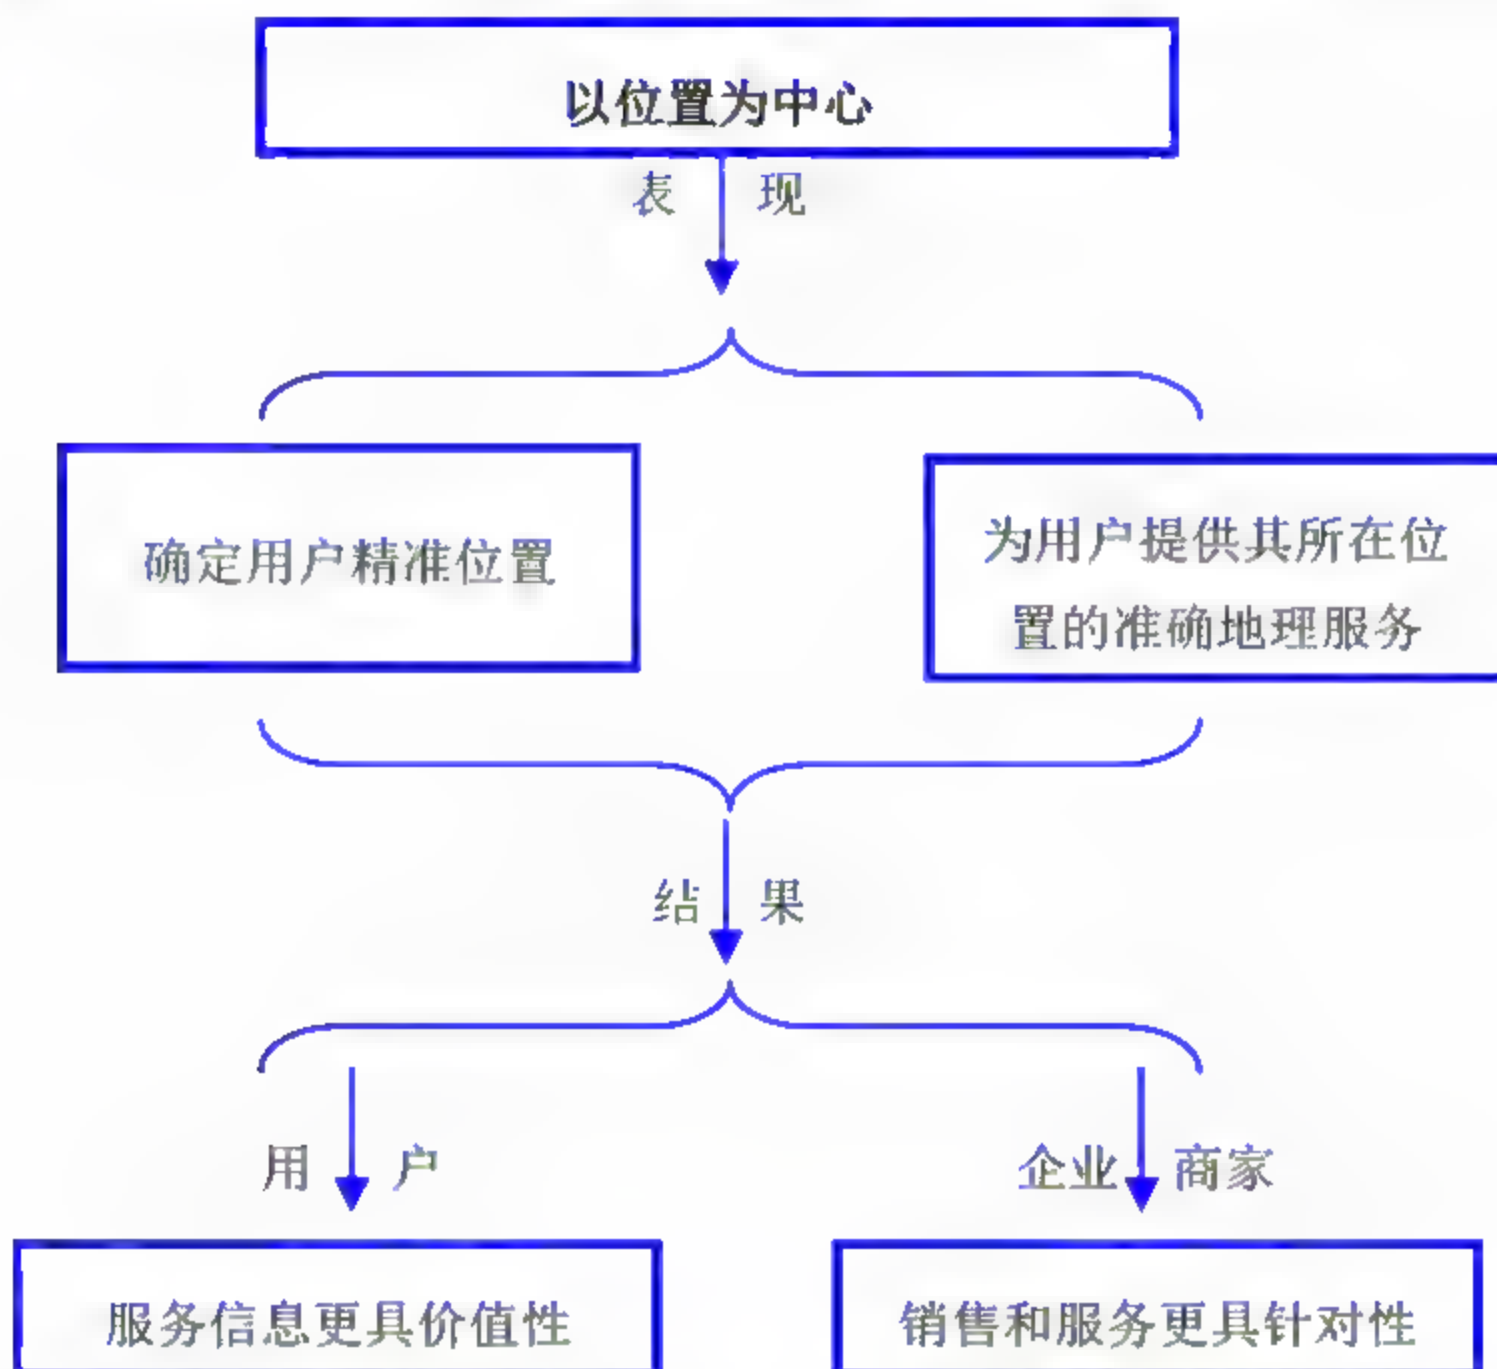 以位置为中心
表 现
确定用户精准位置
为用户提供其所在位
置的准确地理服务
结 果
用 户
企业 商家
服务信息更具价值性
销售和服务更具针对性